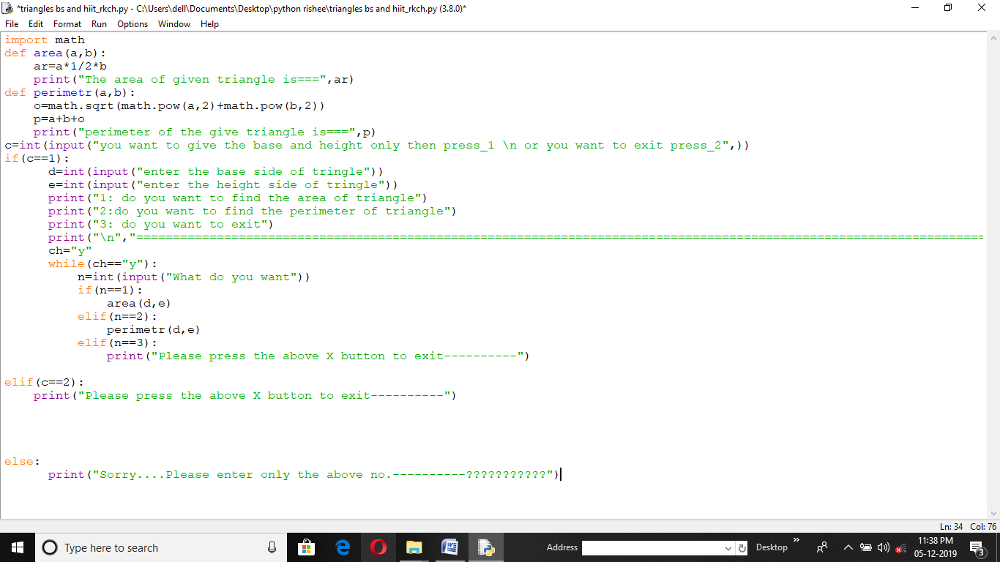 *triangles bs and hiit_rkch.py - C:\Users\dell\Documents\Desktop\python rishee\triangles bs and hiit_rkch.py (3.8.0)*
File Edit Format Run Options Window Help
import math
def area(a,b):
    ar=a*1/2*b
    print("The area of given triangle is===",ar)
def perimetr(a,b):
    o=math.sqrt(math.pow(a,2)+math.pow(b,2))
    p=a+b+o
    print("perimeter of the give triangle is===",p)
c=int(input("you want to give the base and height only then press_1 \n or you want to exit press_2",))
if(c==1):
      d=int(input("enter the base side of tringle"))
      e=int(input("enter the height side of tringle"))
      print("1: do you want to find the area of triangle")
      print("2:do you want to find the perimeter of triangle")
      print("3: do you want to exit")
      print("\n","====================================================================================================================
      ch="y"
      while(ch=="y"):
          n=int(input("What do you want"))
          if(n==1):
              area(d,e)
          elif(n==2):
              perimetr(d,e)
          elif(n==3):
              print("Please press the above X button to exit----------")
elif(c==2):
    print("Please press the above X button to exit----------")
else:
      print("Sorry....Please enter only the above no.----------???????????")
Ln: 34 Col: 76
Type here to search
Address
Desktop
11:38 PM
05-12-2019
3